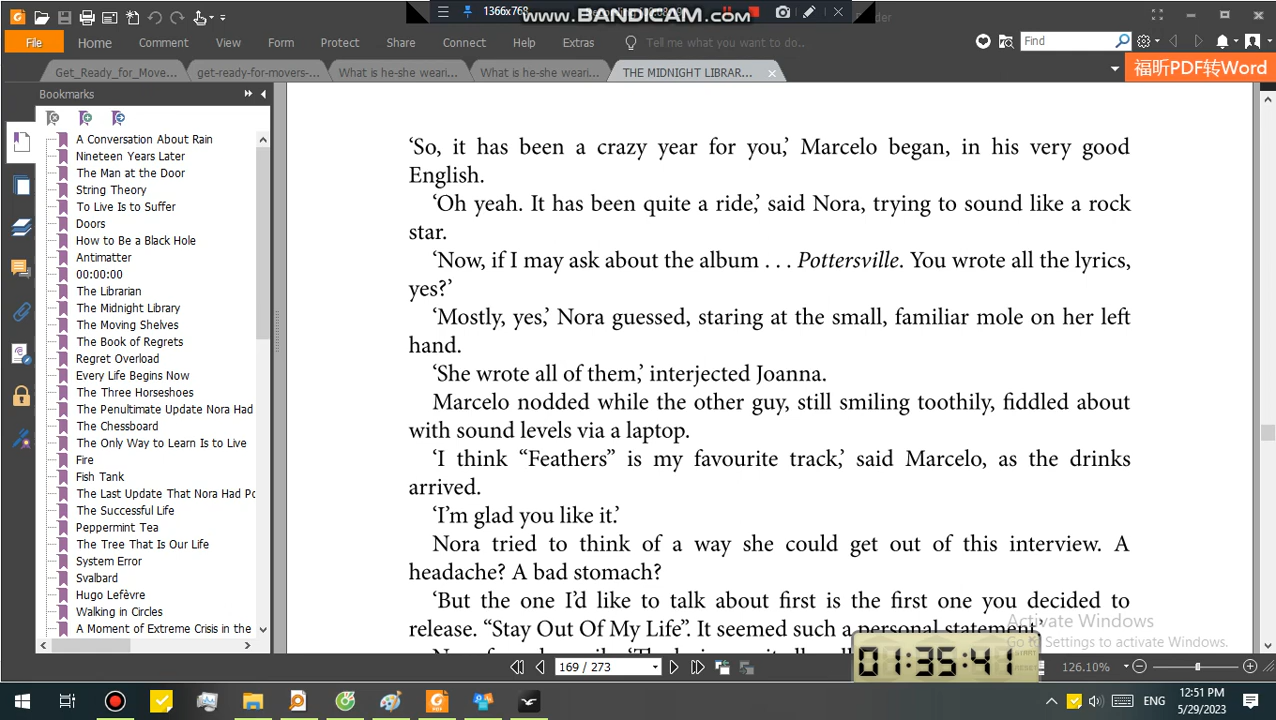 1366x768
www.BANDICAM.com
File Home Comment View Form Protect Share Connect Help Extras Tell me what you want to do.. Find
Get_Ready_for_Move... get-ready-for-movers-... What is he-she weari... What is he-she weari... THE MIDNIGHT LIBRAR... 福昕PDF转Word
Bookmarks
A Conversation About Rain
Nineteen Years Later
The Man at the Door
String Theory
To Live Is to Suffer
Doors
How to Be a Black Hole
Antimatter
00:00:00
The Librarian
The Midnight Library
The Moving Shelves
The Book of Regrets
Regret Overload
Every Life Begins Now
The Three Horseshoes
The Penultimate Update Nora Had
The Chessboard
The Only Way to Learn Is to Live
Fire
Fish Tank
The Last Update That Nora Had Po
The Successful Life
Peppermint Tea
The Tree That Is Our Life
System Error
Svalbard
Hugo Lefèvre
Walking in Circles
A Moment of Extreme Crisis in the
‘So, it has been a crazy year for you,’ Marcelo began, in his very good
English.
‘Oh yeah. It has been quite a ride,’ said Nora, trying to sound like a rock
star.
‘Now, if I may ask about the album . . . Pottersville. You wrote all the lyrics,
yes?’
‘Mostly, yes,’ Nora guessed, staring at the small, familiar mole on her left
hand.
‘She wrote all of them,’ interjected Joanna.
Marcelo nodded while the other guy, still smiling toothily, fiddled about
with sound levels via a laptop.
‘I think “Feathers” is my favourite track,’ said Marcelo, as the drinks
arrived.
‘I’m glad you like it.’
Nora tried to think of a way she could get out of this interview. A
headache? A bad stomach?
‘But the one I’d like to talk about first is the first one you decided to
release. “Stay Out Of My Life”. It seemed such a personal statement.’
Activate Windows
Go to Settings to activate Windows.
01:35:41
169 / 273
126.10%
ENG
12:51 PM
5/29/2023